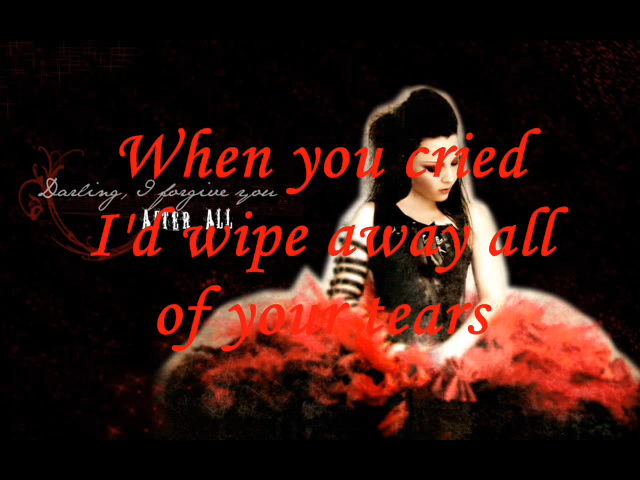 When you cried
I'd wipe away all
of your tears
Darling, I forgive you
AFTER ALL